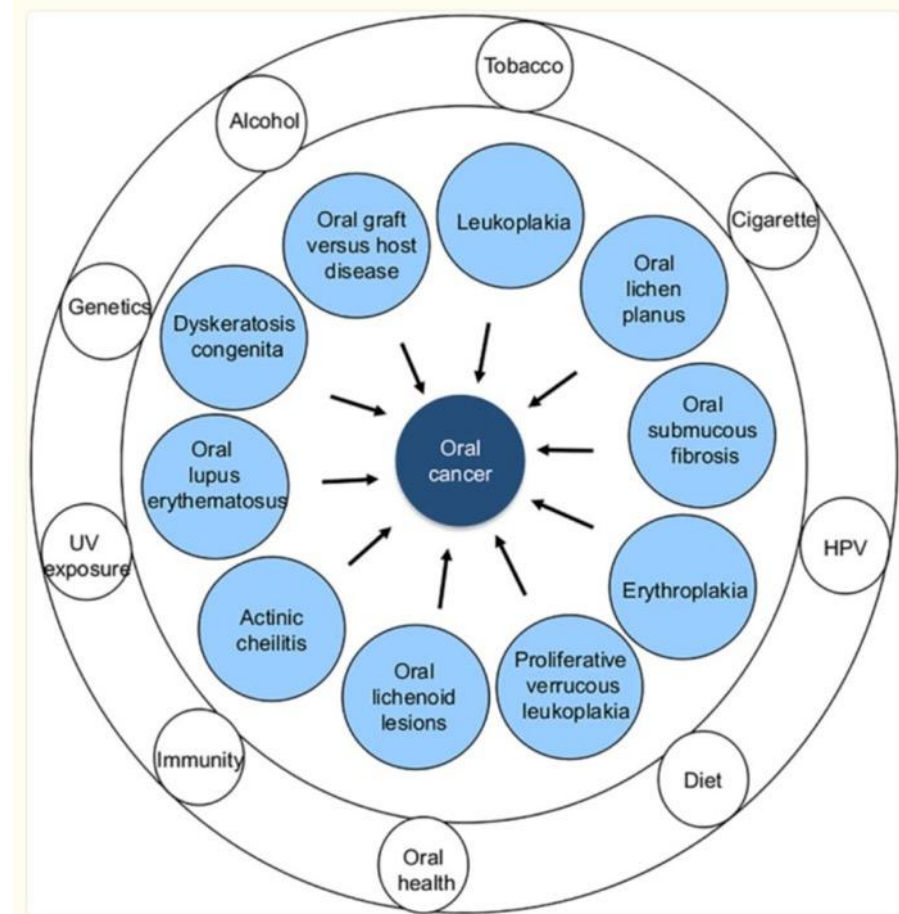 Tobacco
Alcohol
Cigarette
Genetics
HPV
UV
exposure
Immunity
Diet
Oral
health
Leukoplakia
Oral graft
versus host
disease
Oral
lichen
planus
Dyskeratosis
congenita
Oral
submucous
fibrosis
Oral
lupus
erythematosus
Erythroplakia
Actinic
cheilitis
Proliferative
verrucous
leukoplakia
Oral
lichenoid
lesions
Oral
cancer